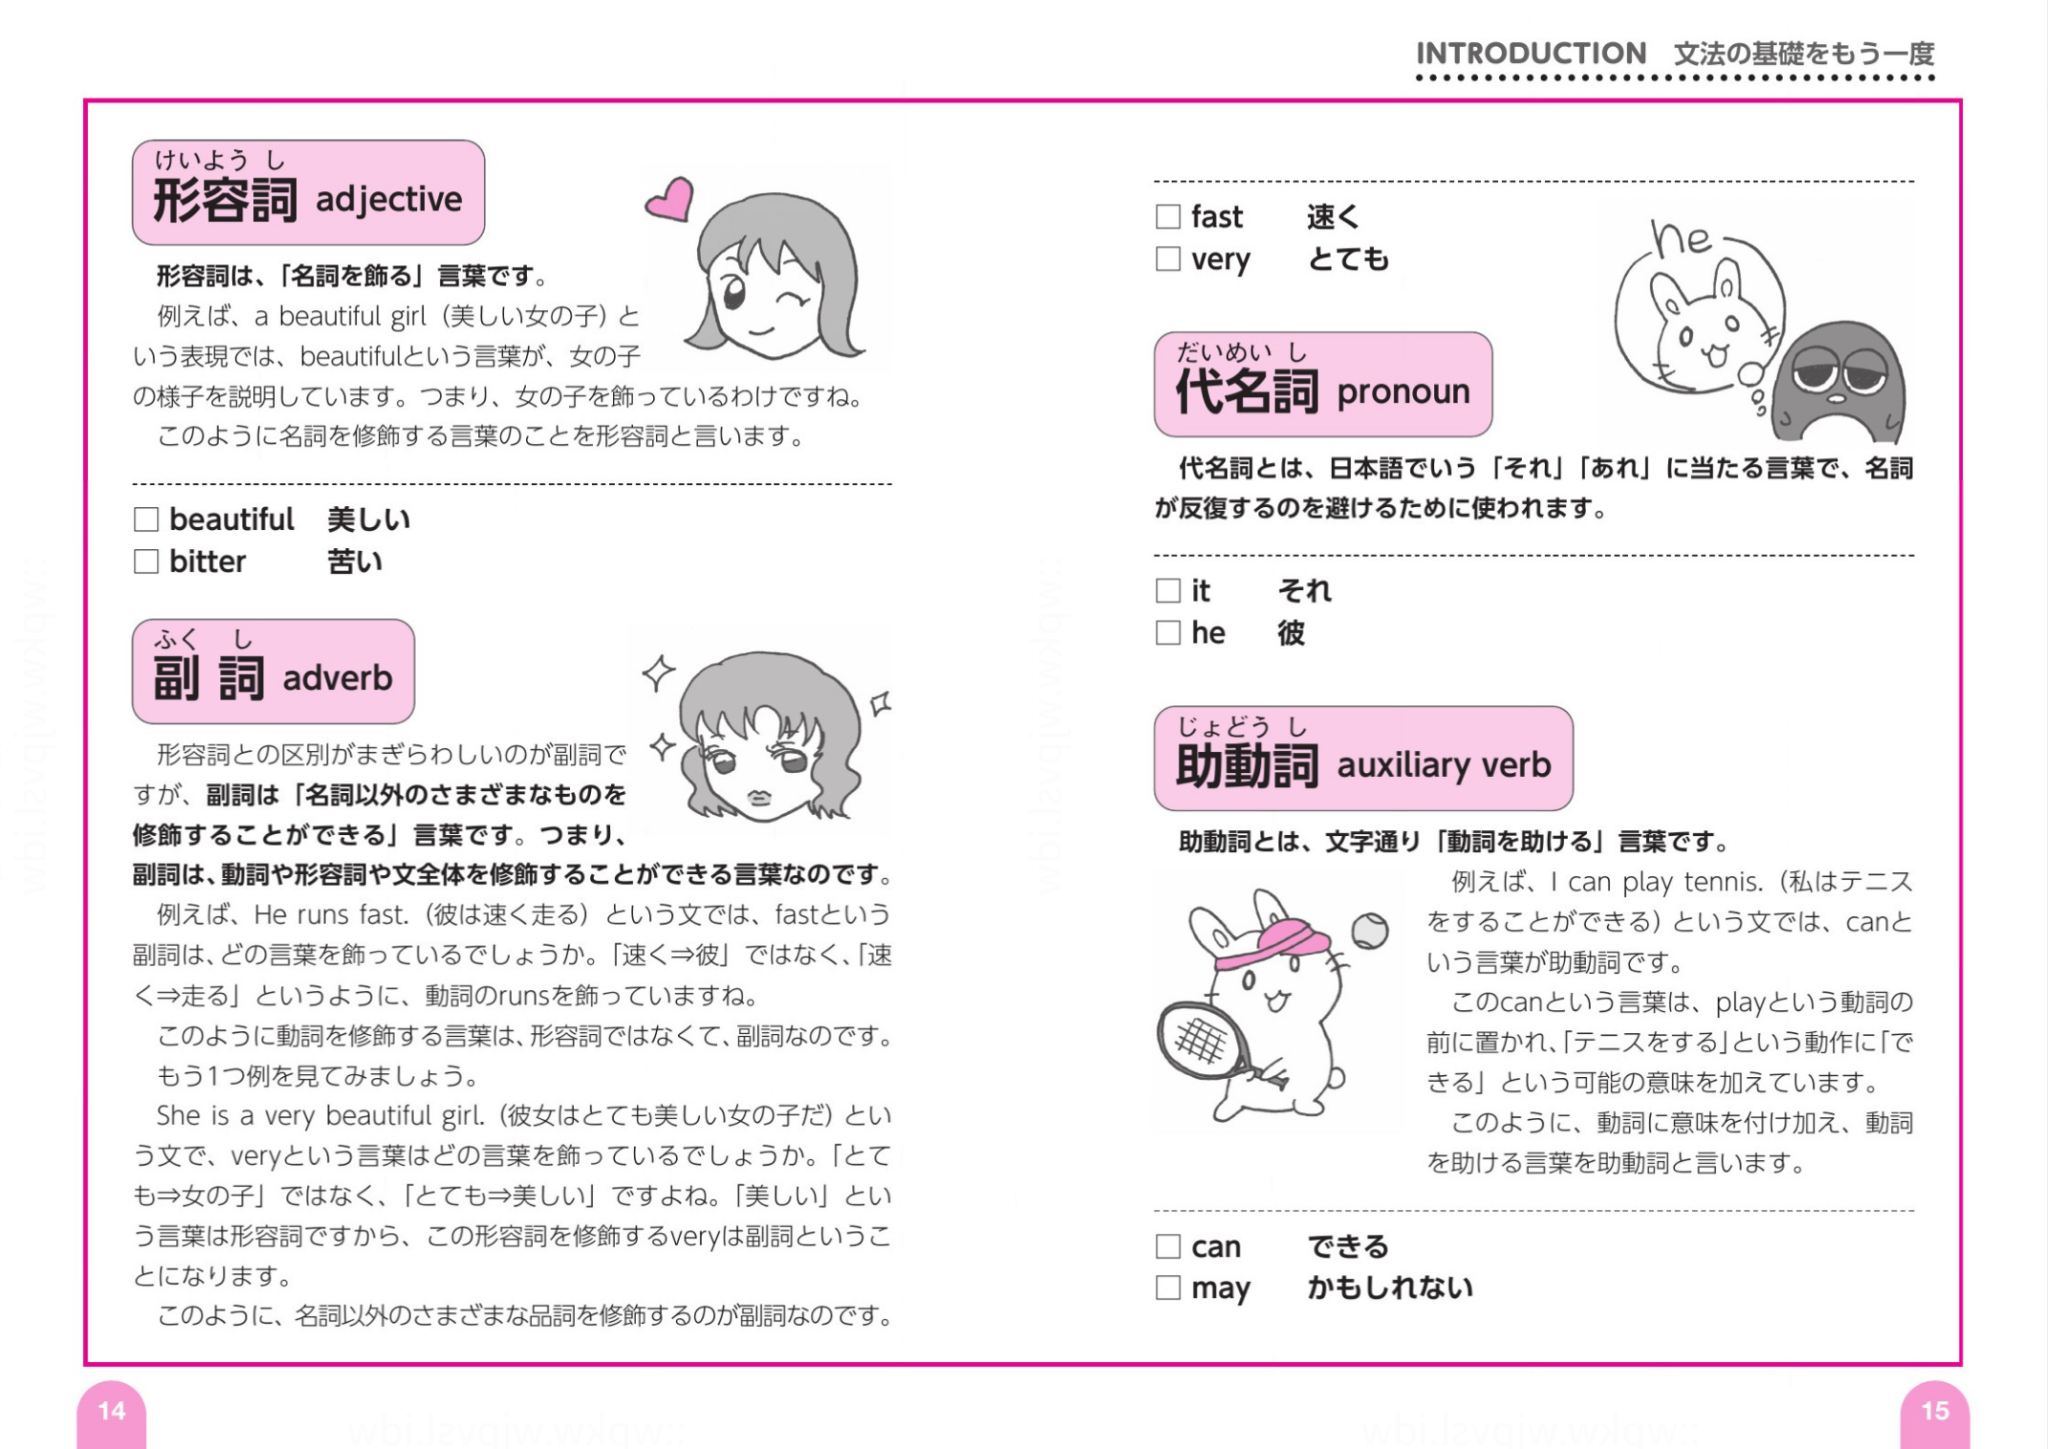 INTRODUCTION 文法の基礎をもう一度
けいようし
形容詞 adjective
形容詞は、「名詞を飾る」言葉です。
例えば、a beautiful girl（美しい女の子）と
いう表現では、beautifulという言葉が、女の子
の様子を説明しています。つまり、女の子を飾っているわけですね。
このように名詞を修飾する言葉のことを形容詞と言います。
□ beautiful 美しい
□ bitter 苦い
ふくし
副詞 adverb
形容詞との区別がまぎらわしいのが副詞で
すが、副詞は「名詞以外のさまざまなものを
修飾することができる」言葉です。つまり、
副詞は、動詞や形容詞や文全体を修飾することができる言葉なのです。
例えば、He runs fast.（彼は速く走る）という文では、fastという
副詞は、どの言葉を飾っているでしょうか。「速く⇒彼」ではなく、「速
く⇒走る」というように、動詞のrunsを飾っていますね。
このように動詞を修飾する言葉は、形容詞ではなくて、副詞なのです。
もう1つ例を見てみましょう。
She is a very beautiful girl.（彼女はとても美しい女の子だ）とい
う文で、veryという言葉はどの言葉を飾っているでしょうか。「とて
も⇒女の子」ではなく、「とても⇒美しい」ですよね。「美しい」とい
う言葉は形容詞ですから、この形容詞を修飾するveryは副詞というこ
とになります。
このように、名詞以外のさまざまな品詞を修飾するのが副詞なのです。
14
□ fast 速く
□ very とても
he
だいめいし
代名詞 pronoun
代名詞とは、日本語でいう「それ」「あれ」に当たる言葉で、名詞
が反復するのを避けるために使われます。
□ it それ
□ he 彼
じょどうし
助動詞 auxiliary verb
助動詞とは、文字通り「動詞を助ける」言葉です。
例えば、I can play tennis.（私はテニス
をすることができる）という文では、canと
いう言葉が助動詞です。
このcanという言葉は、playという動詞の
前に置かれ、「テニスをする」という動作に「で
きる」という可能の意味を加えています。
このように、動詞に意味を付け加え、動詞
を助ける言葉を助動詞と言います。
□ can できる
□ may かもしれない
15